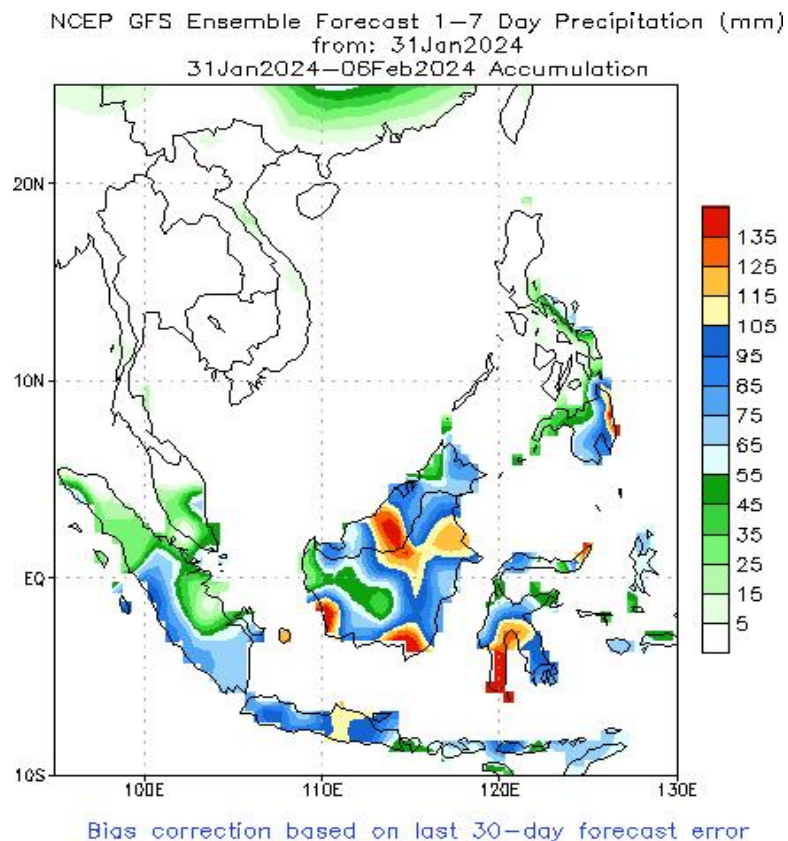 NCEP GFS Ensemble Forecast 1–7 Day Precipitation (mm)
from: 31Jan2024
31Jan2024–06Feb2024 Accumulation
20N
10N
EQ
10S
100E
110E
120E
130E
135
125
115
105
95
85
75
65
55
45
35
25
15
5
Bias correction based on last 30–day forecast error